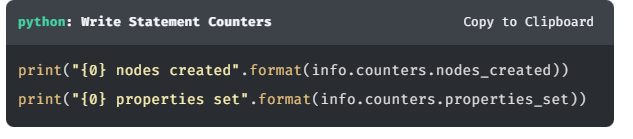 python: Write Statement Counters
Copy to Clipboard
print("{0} nodes created".format(info.counters.nodes_created))
print("{0} properties set".format(info.counters.properties_set))